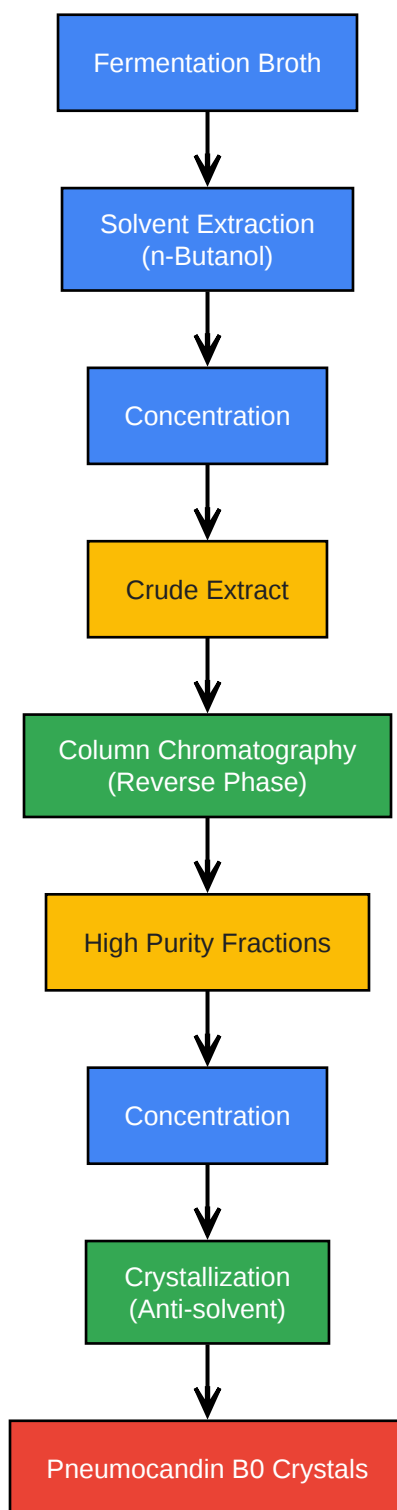 Fermentation Broth
Solvent Extraction
(n-Butanol)
Concentration
Crude Extract
Column Chromatography
(Reverse Phase)
High Purity Fractions
Concentration
Crystallization
(Anti-solvent)
Pneumocandin B0 Crystals